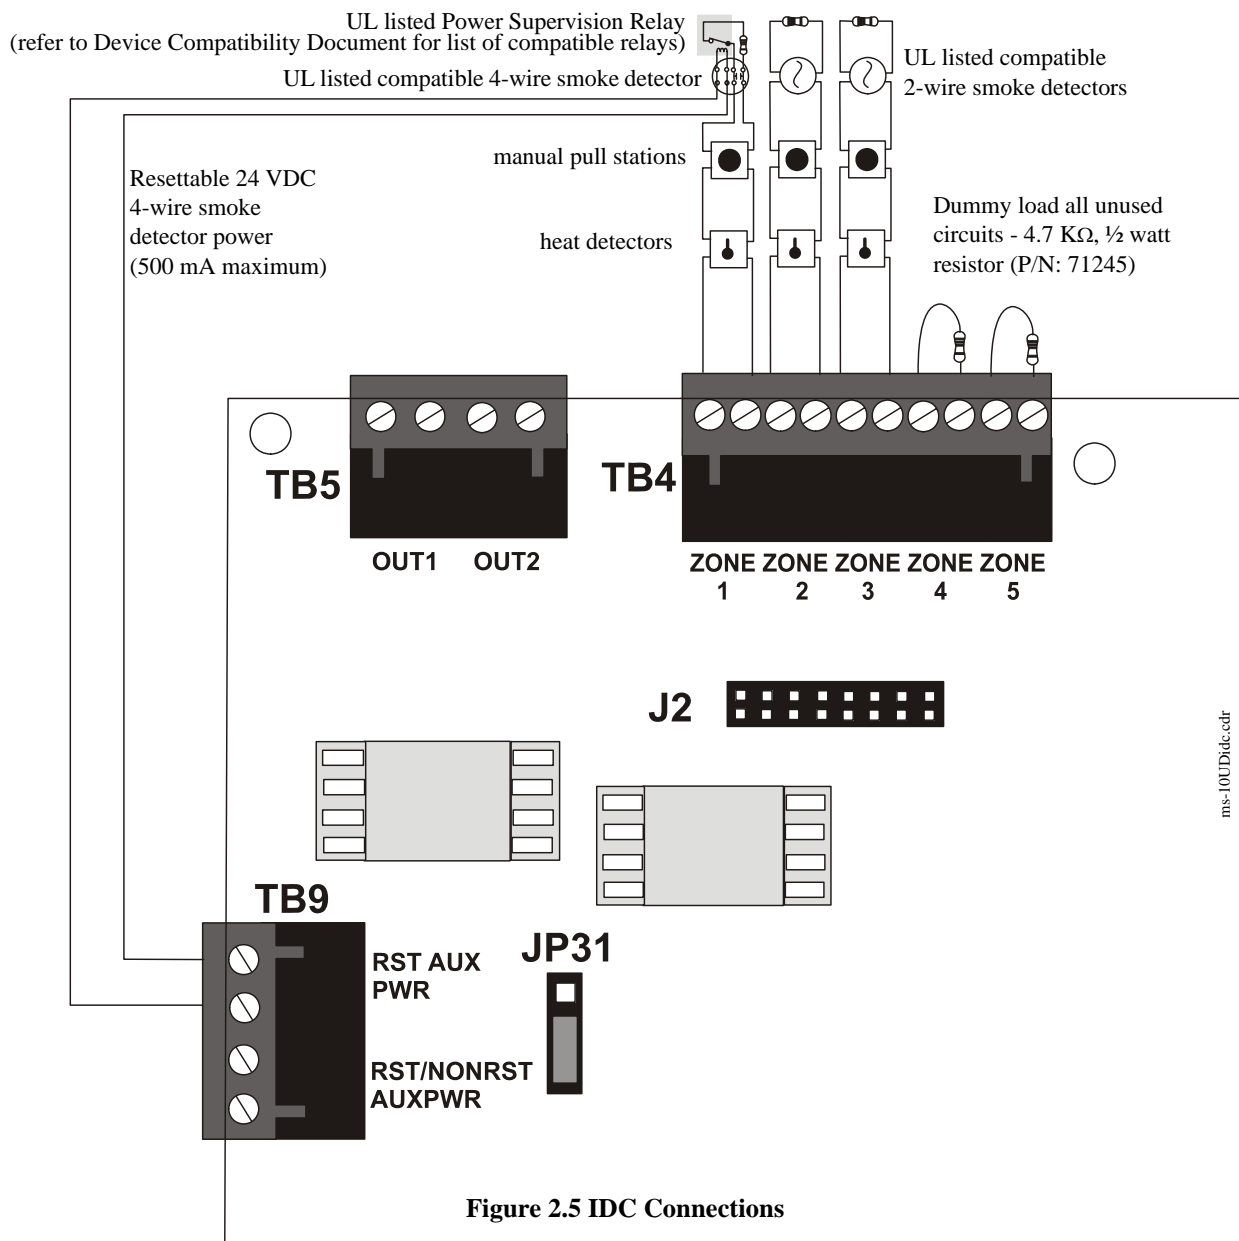 UL listed Power Supervision Relay
(refer to Device Compatibility Document for list of compatible relays)
UL listed compatible 4-wire smoke detector
UL listed compatible
2-wire smoke detectors
manual pull stations
Resettable 24 VDC
4-wire smoke
detector power
(500 mA maximum)
heat detectors
Dummy load all unused
circuits - 4.7 KΩ, ½ watt
resistor (P/N: 71245)
TB5
OUT1 OUT2
TB4
ZONE ZONE ZONE ZONE ZONE
1 2 3 4 5
J2
ms-10UDidc.cdr
TB9
RST AUX
PWR
RST/NONRST
AUXPWR
JP31
Figure 2.5 IDC Connections